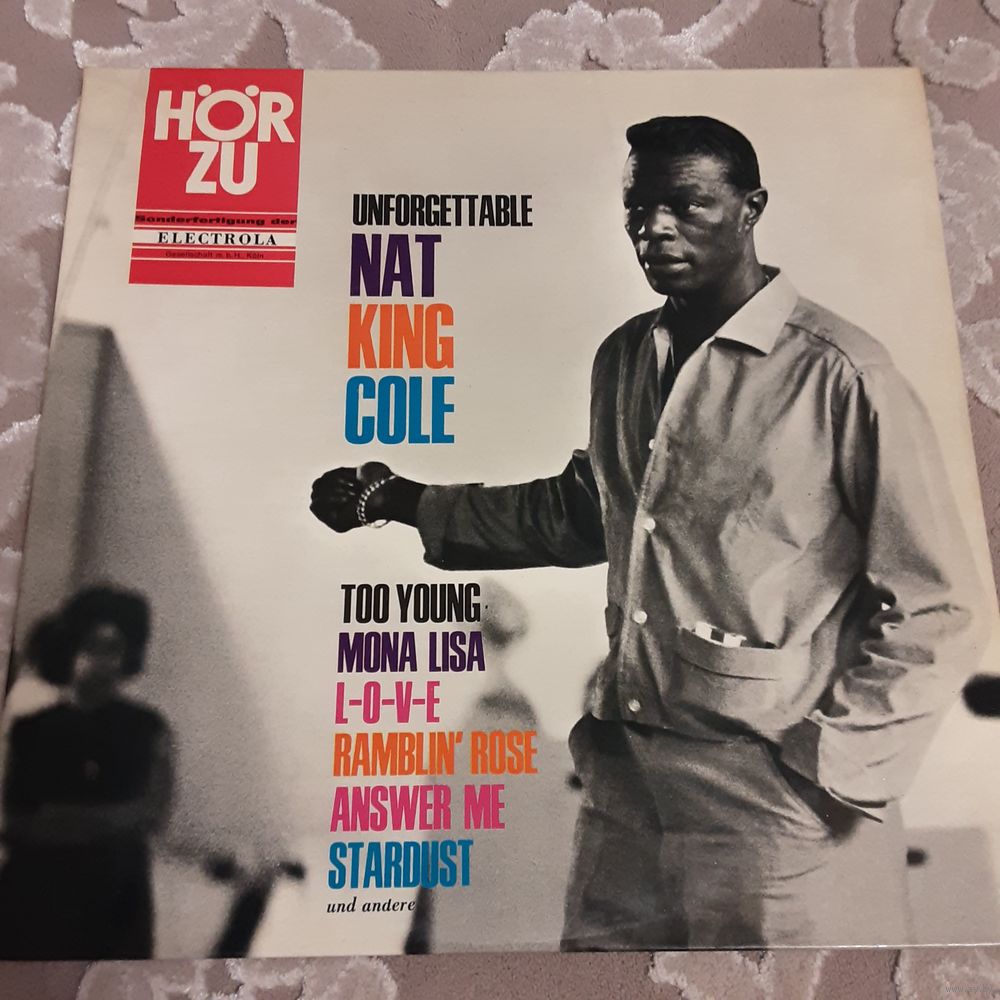 HÖR
ZU
Sonderfertigung der
ELECTROLA
Gesellschaft m.b.H., Köln
UNFORGETTABLE
NAT
KING
COLE
TOO YOUNG
MONA LISA
L-O-V-E
RAMBLIN' ROSE
ANSWER ME
STARDUST
und andere